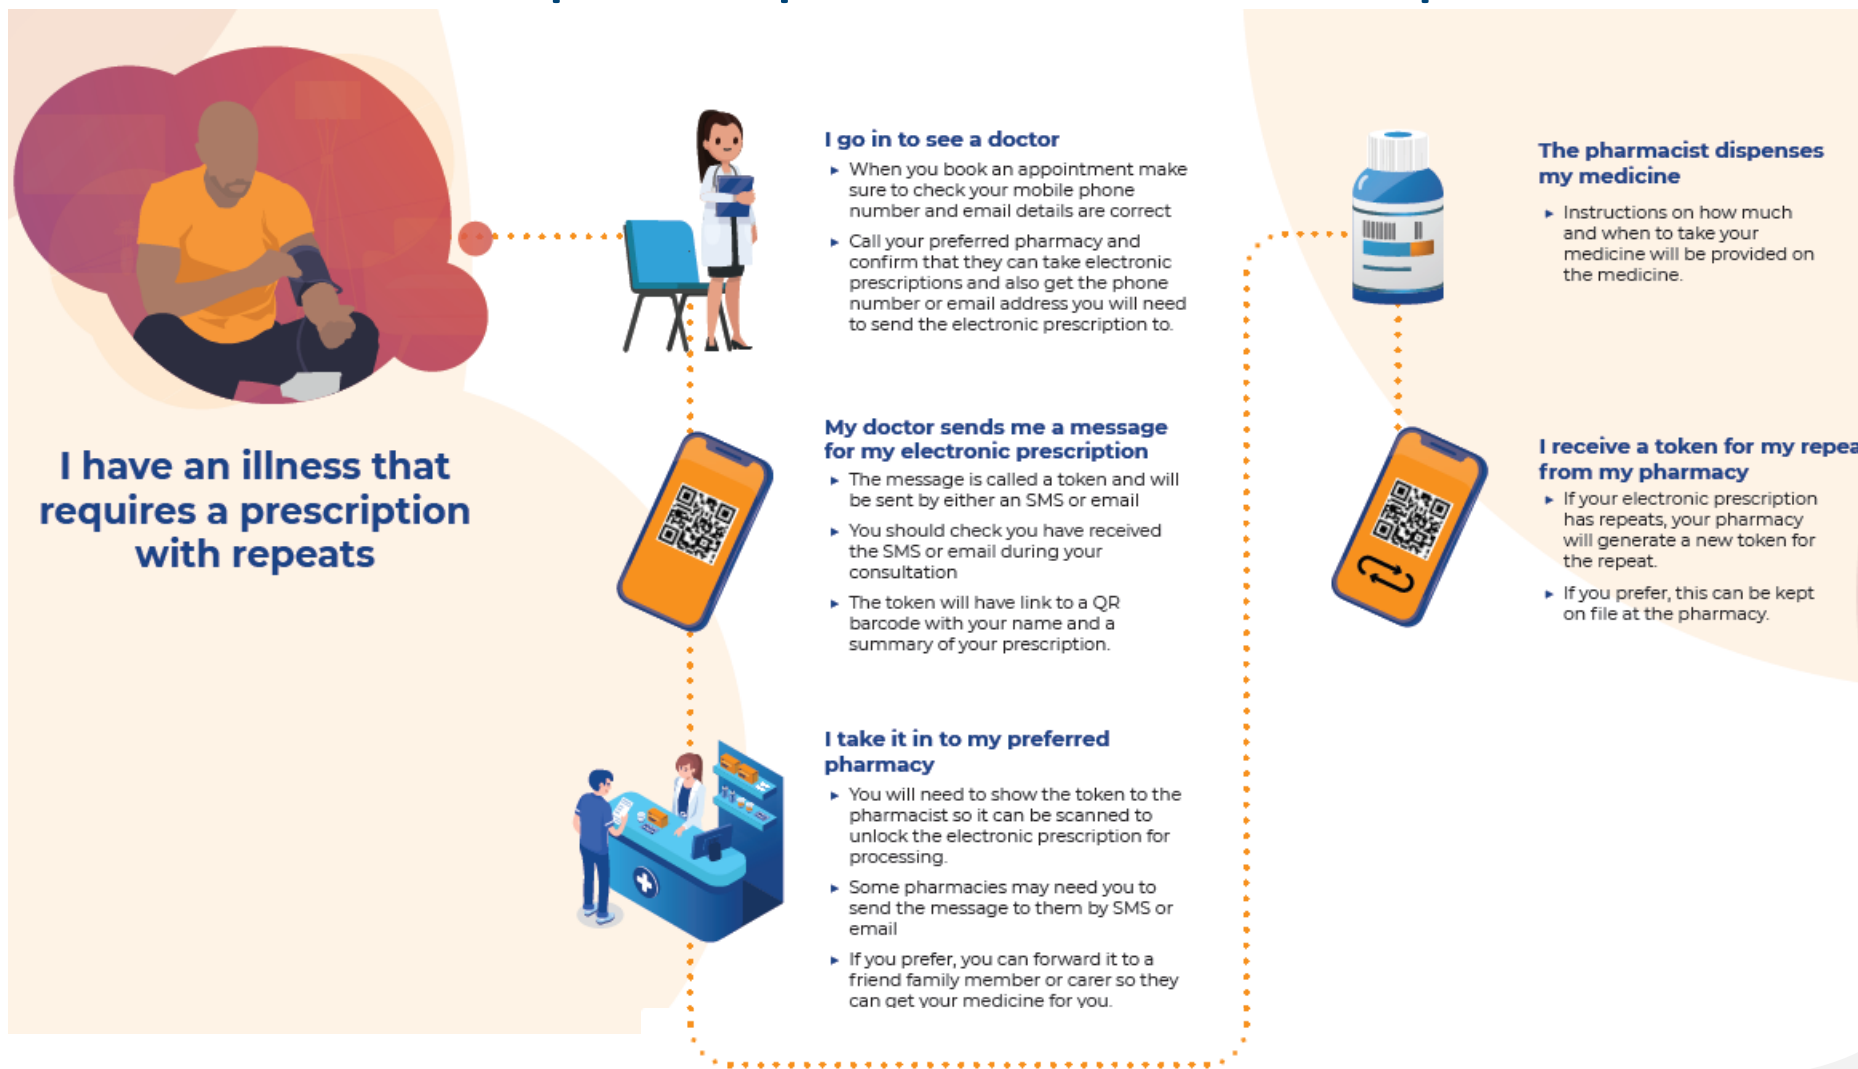 I have an illness that
requires a prescription
with repeats
I go in to see a doctor
▸ When you book an appointment make
sure to check your mobile phone
number and email details are correct
▸ Call your preferred pharmacy and
confirm that they can take electronic
prescriptions and also get the phone
number or email address you will need
to send the electronic prescription to.
My doctor sends me a message
for my electronic prescription
▸ The message is called a token and will
be sent by either an SMS or email
▸ You should check you have received
the SMS or email during your
consultation
▸ The token will have link to a QR
barcode with your name and a
summary of your prescription.
I take it in to my preferred
pharmacy
▸ You will need to show the token to the
pharmacist so it can be scanned to
unlock the electronic prescription for
processing.
▸ Some pharmacies may need you to
send the message to them by SMS or
email
▸ If you prefer, you can forward it to a
friend family member or carer so they
can get your medicine for you.
The pharmacist dispenses
my medicine
▸ Instructions on how much
and when to take your
medicine will be provided on
the medicine.
I receive a token for my repea
from my pharmacy
▸ If your electronic prescription
has repeats, your pharmacy
will generate a new token for
the repeat.
▸ If you prefer, this can be kept
on file at the pharmacy.